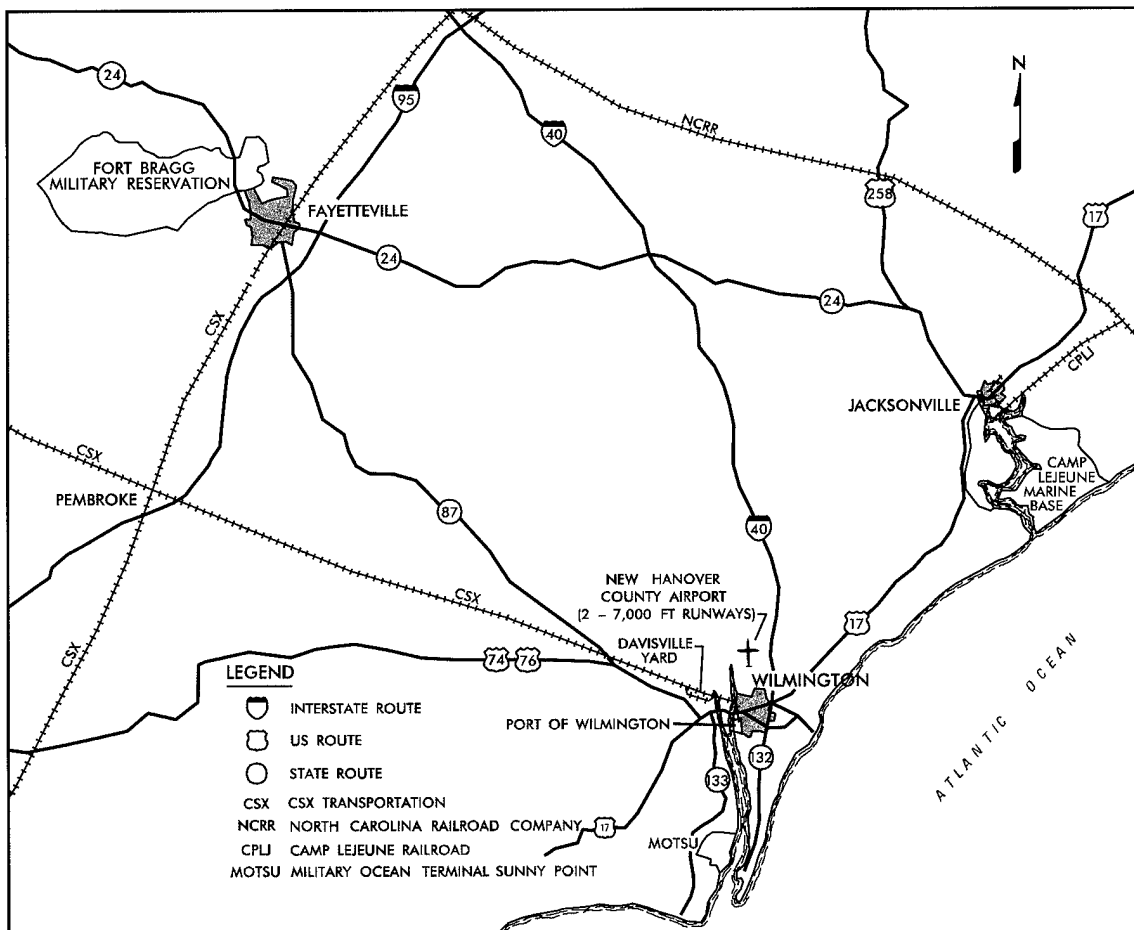 N
24
95
40
NCRR
258
17
FORT BRAGG
MILITARY RESERVATION
FAYETTEVILLE
24
24
CSX
CPLJ
JACKSONVILLE
CSX
CAMP
LEJEUNE
MARINE
BASE
PEMBROKE
87
40
NEW HANOVER
COUNTY AIRPORT
(2 – 7,000 FT RUNWAYS)
CSX
17
DAVISVILLE
YARD
CSX
74 76
WILMINGTON
PORT OF WILMINGTON
132
133
ATLANTIC OCEAN
17
MOTSU
LEGEND
INTERSTATE ROUTE
US ROUTE
STATE ROUTE
CSX CSX TRANSPORTATION
NCRR NORTH CAROLINA RAILROAD COMPANY
CPLJ CAMP LEJEUNE RAILROAD
MOTSU MILITARY OCEAN TERMINAL SUNNY POINT